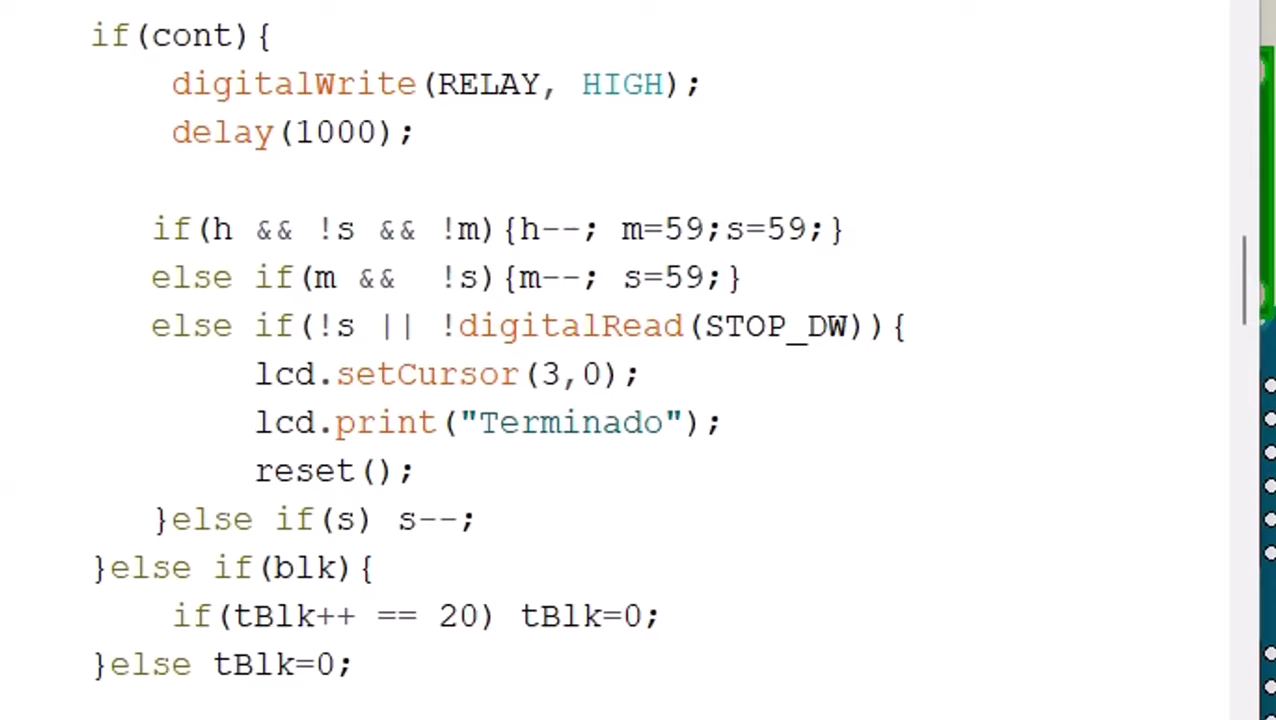 if(cont){
digitalWrite(RELAY, HIGH);
delay(1000);
if(h && !s && !m){h--; m=59;s=59;}
else if(m &&  !s){m--; s=59;}
else if(!s || !digitalRead(STOP_DW)){
lcd.setCursor(3,0);
lcd.print("Terminado");
reset();
}else if(s) s--;
}else if(blk){
if(tBlk++ == 20) tBlk=0;
}else tBlk=0;